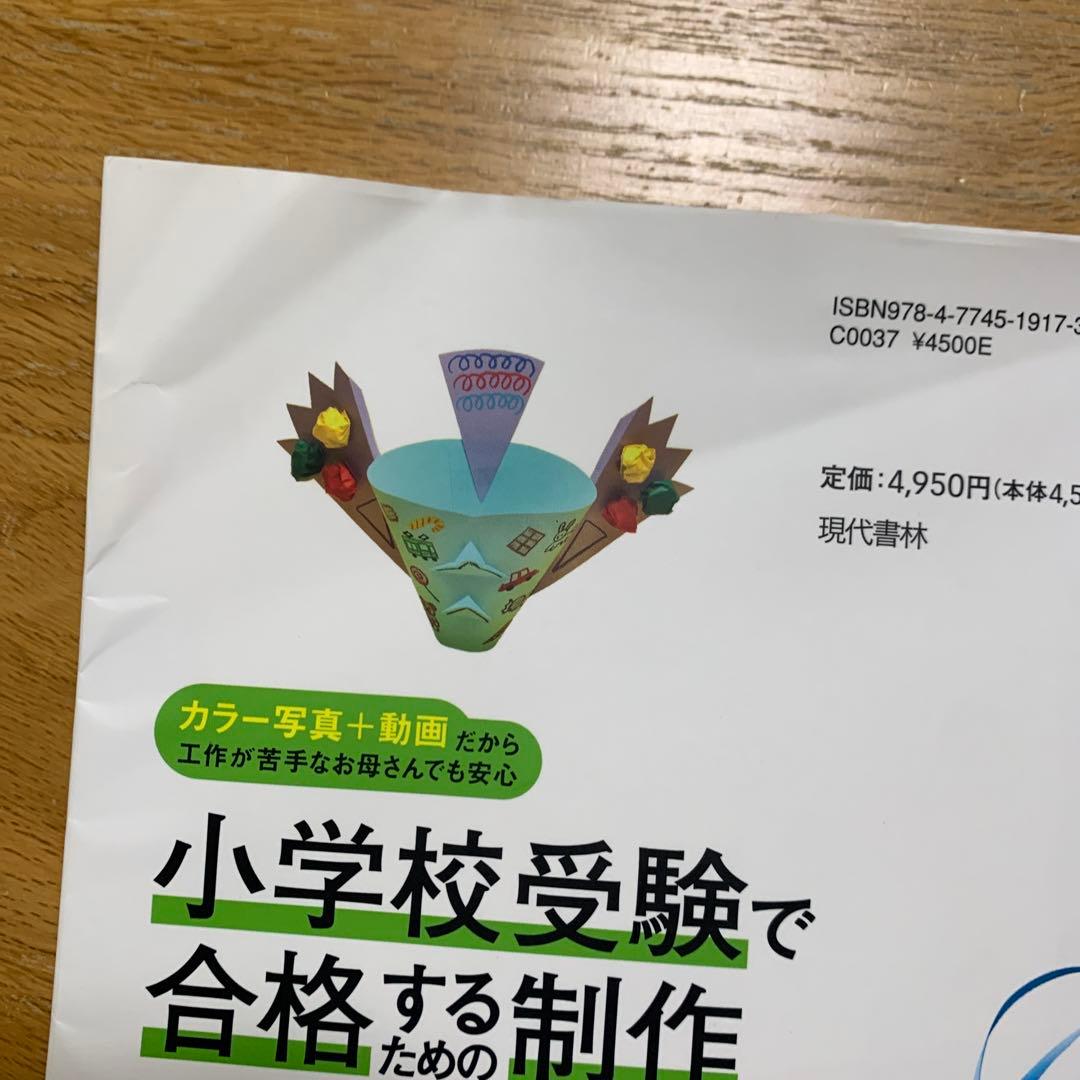 ISBN978-4-7745-1917-3
C0037 ¥4500E
定価：4,950円（本体4,5
現代書林
カラー写真＋動画だから
工作が苦手なお母さんでも安心
小学校受験で
合格するための制作